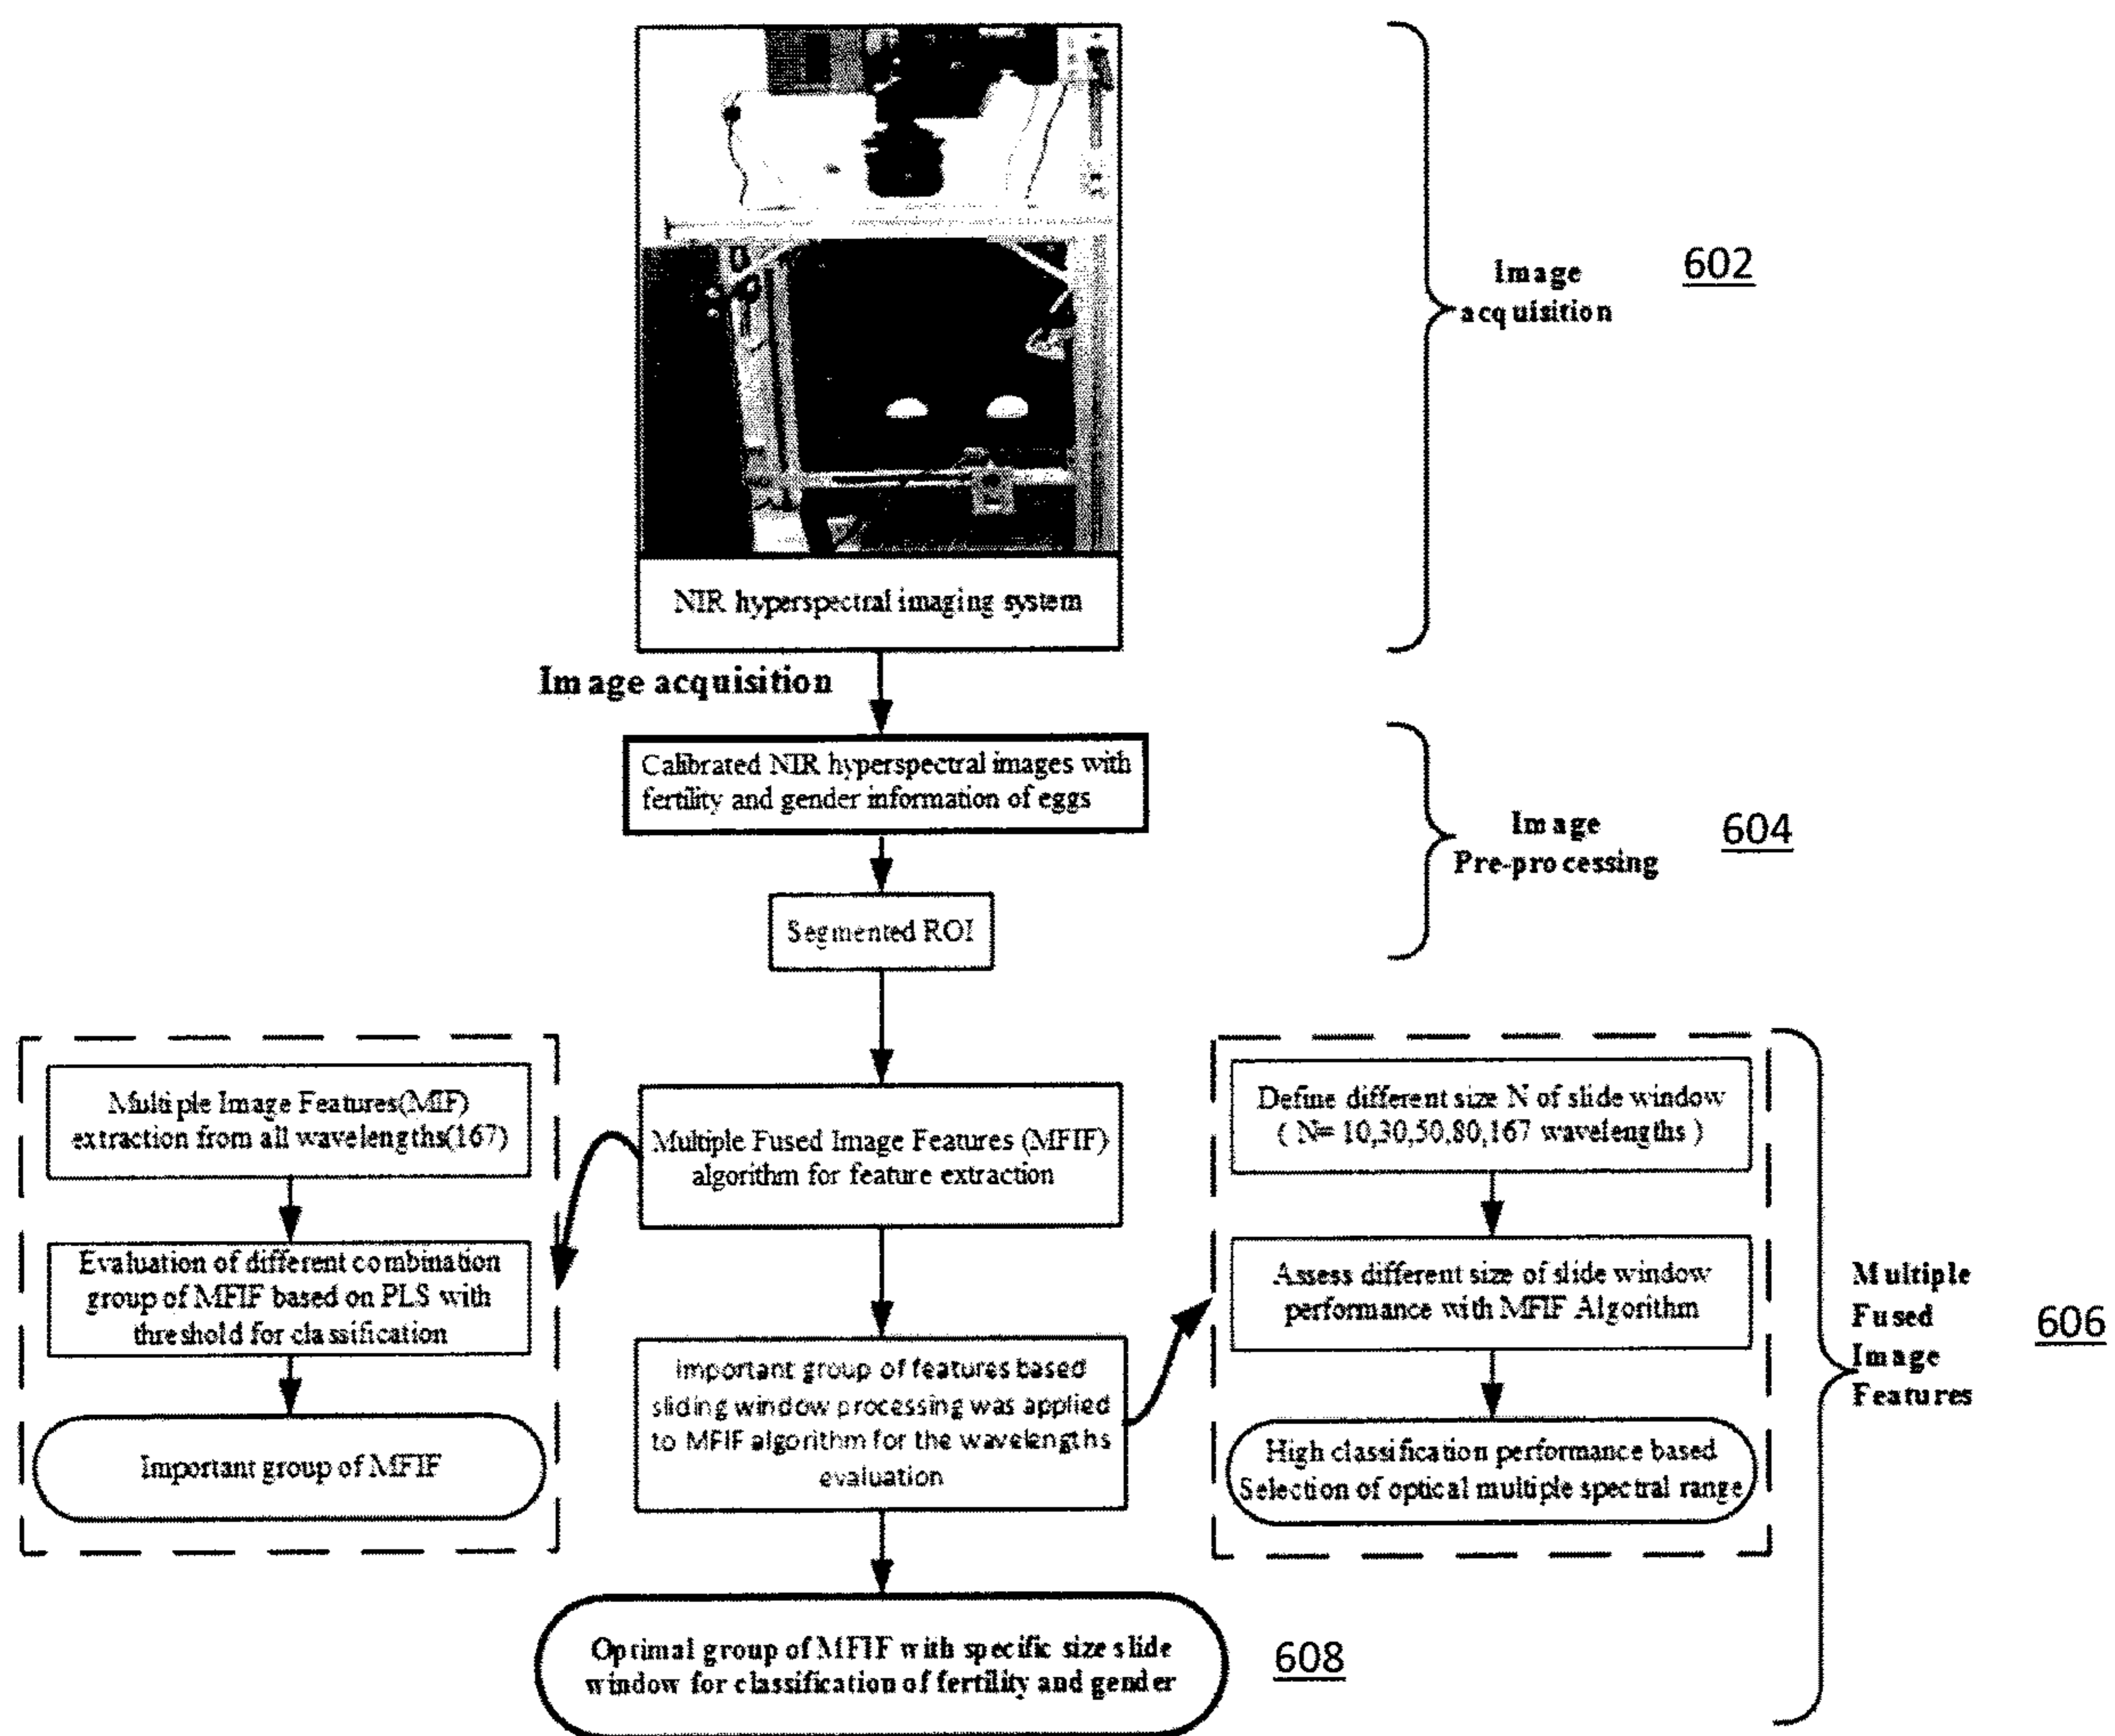 NIR hyperspectral imaging system
Image
acquisition
602
Image acquisition
Calibrated NIR hyperspectral images with
fertility and gender information of eggs
Segmented ROI
Image
Pre-processing
604
Multiple Image Features(MIF)
extraction from all wavelengths(167)
Evaluation of different combination
group of MFIF based on PLS with
threshold for classification
Important group of MFIF
Multiple Fused Image Features (MFIF)
algorithm for feature extraction
Important group of features based
sliding window processing was applied
to MFIF algorithm for the wavelengths
evaluation
Define different size N of slide window
( N= 10,30,50,80,167 wavelengths )
Assess different size of slide window
performance with MFIF Algorithm
High classification performance based
Selection of optical multiple spectral range
Multiple
Fused
Image
Features
606
Optimal group of MFIF with specific size slide
window for classification of fertility and gender
608